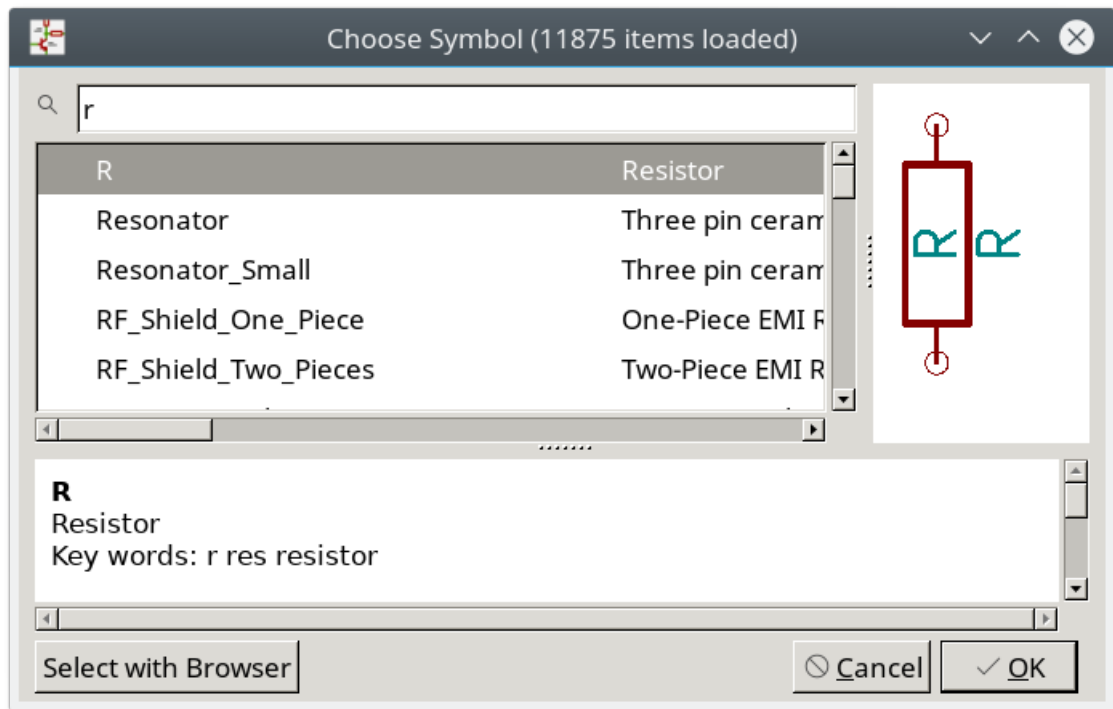 Choose Symbol (11875 items loaded)
r
R Resistor
Resonator Three pin ceram
Resonator_Small Three pin ceram
RF_Shield_One_Piece One-Piece EMI R
RF_Shield_Two_Pieces Two-Piece EMI R
R R
R
Resistor
Key words: r res resistor
Select with Browser Cancel OK